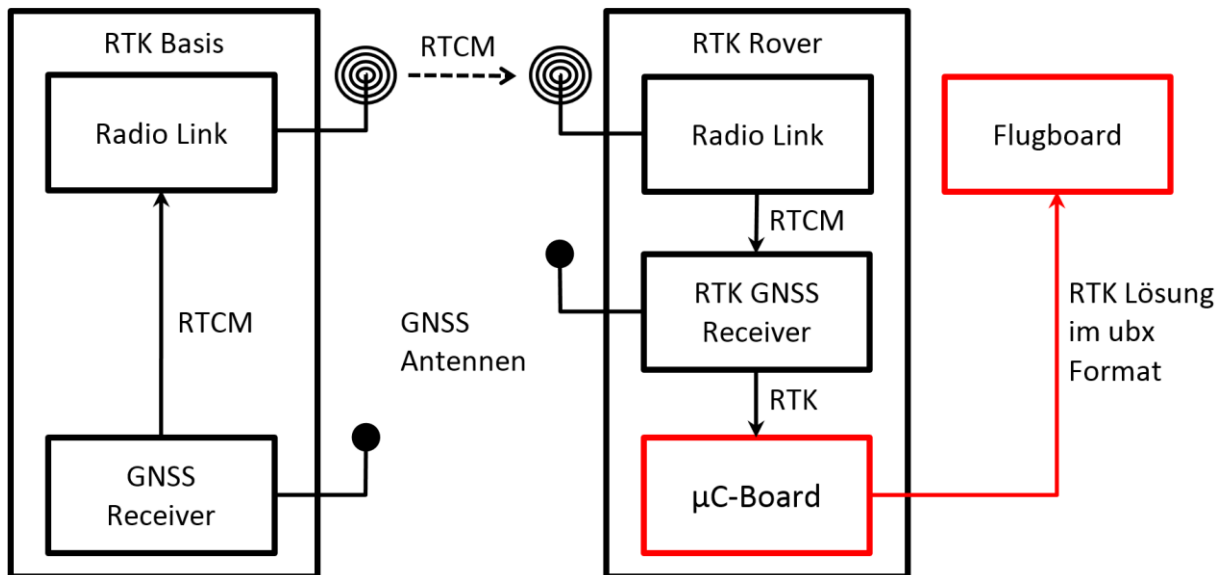 RTK Basis
Radio Link
RTCM
GNSS
Receiver
RTCM
GNSS
Antennen
RTK Rover
Radio Link
RTCM
RTK GNSS
Receiver
RTK
µC-Board
Flugboard
RTK Lösung
im ubx
Format